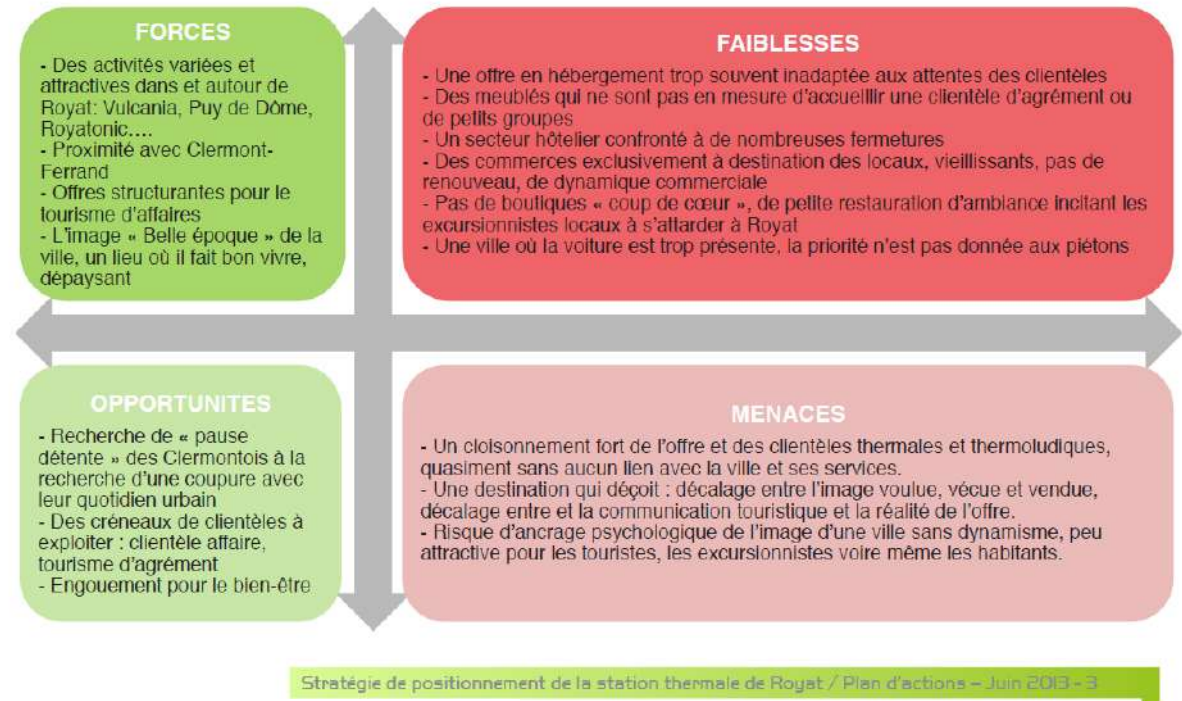 FORCES
- Des activités variées et
attractives dans et autour de
Royat: Vulcania, Puy de Dôme,
Royatonic....
- Proximité avec Clermont-
Ferrand
- Offres structurantes pour le
tourisme d'affaires
- L'image « Belle époque » de la
ville, un lieu où il fait bon vivre,
dépaysant
FAIBLESSES
- Une offre en hébergement trop souvent inadaptée aux attentes des clientèles
- Des meublés qui ne sont pas en mesure d'accueillir une clientèle d'agrément ou
de petits groupes
- Un secteur hôtelier confronté à de nombreuses fermetures
- Des commerces exclusivement à destination des locaux, vieillissants, pas de
renouveau, de dynamique commerciale
- Pas de boutiques « coup de cœur », de petite restauration d'ambiance incitant les
excursionnistes locaux à s'attarder à Royat
- Une ville où la voiture est trop présente, la priorité n'est pas donnée aux piétons
OPPORTUNITES
- Recherche de « pause
détente » des Clermontois à la
recherche d'une coupure avec
leur quotidien urbain
- Des créneaux de clientèles à
exploiter : clientèle affaire,
tourisme d'agrément
- Engouement pour le bien-être
MENACES
- Un cloisonnement fort de l'offre et des clientèles thermales et thermoludiques,
quasiment sans aucun lien avec la ville et ses services.
- Une destination qui déçoit : décalage entre l'image voulue, vécue et vendue,
décalage entre et la communication touristique et la réalité de l'offre.
- Risque d'ancrage psychologique de l'image d'une ville sans dynamisme, peu
attractive pour les touristes, les excursionnistes voire même les habitants.
Stratégie de positionnement de la station thermale de Royat / Plan d'actions – Juin 2013 - 3